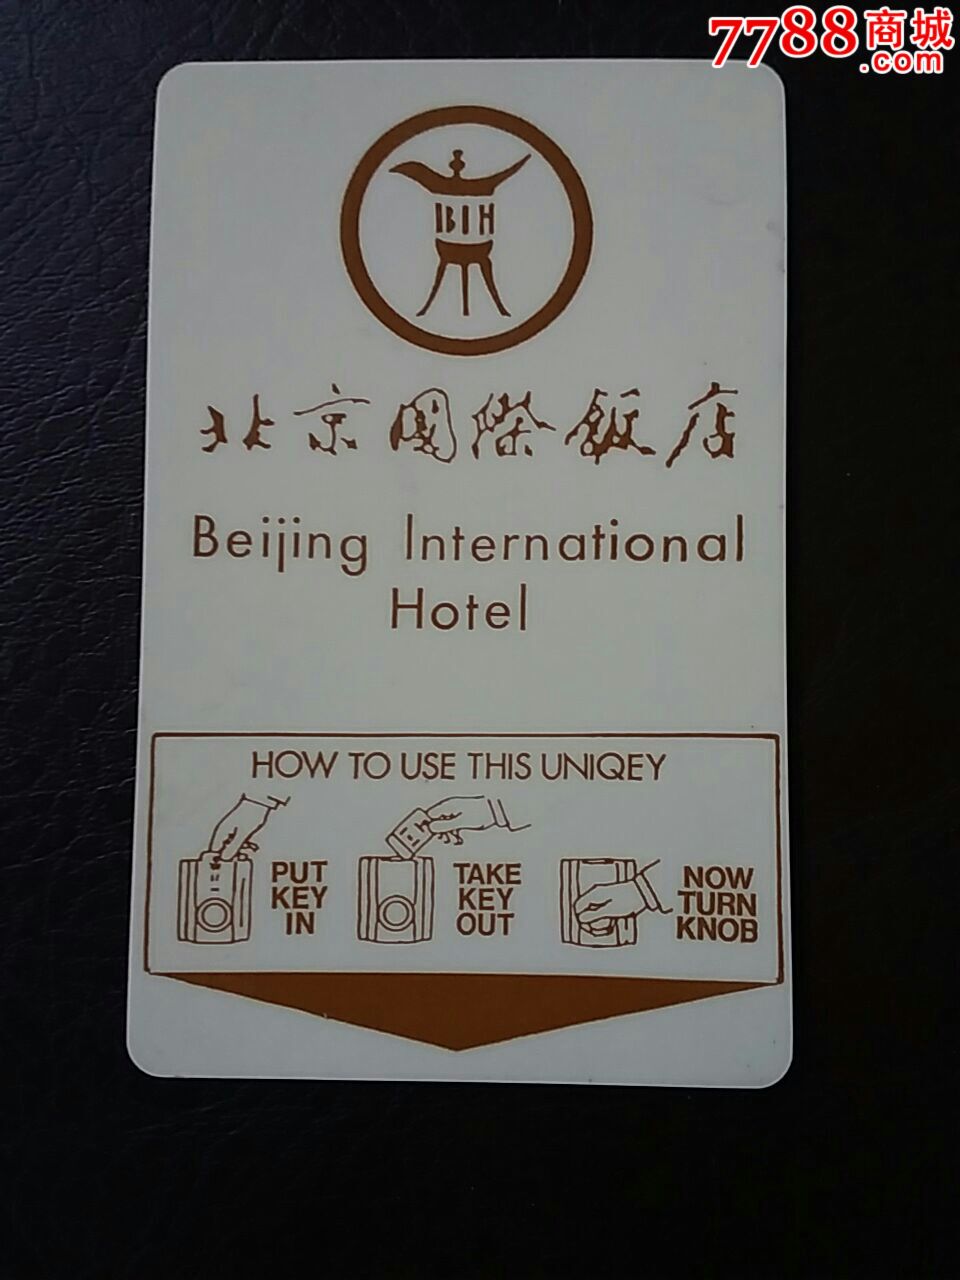 7788商城
.com
IBIH
北京國際飯店
Beijing International
Hotel
HOW TO USE THIS UNIQEY
PUT
KEY
IN
TAKE
KEY
OUT
NOW
TURN
KNOB